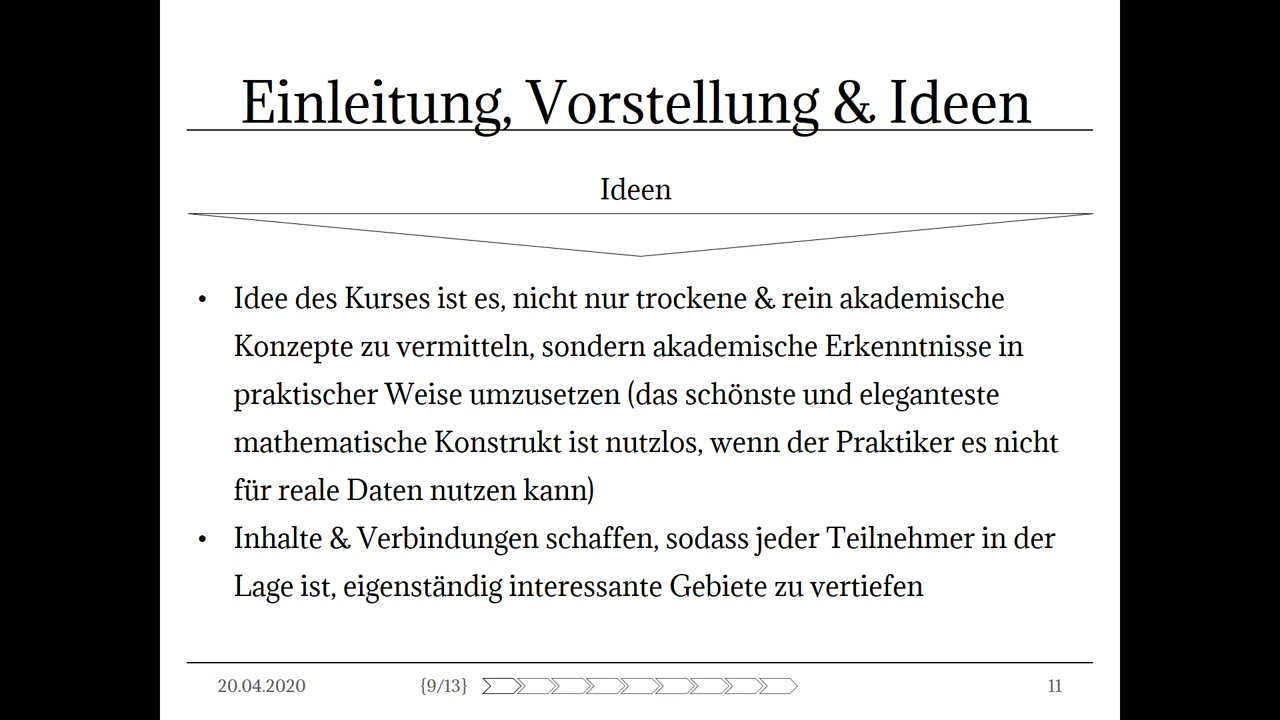 Einleitung, Vorstellung & Ideen
Ideen
• Idee des Kurses ist es, nicht nur trockene & rein akademische
Konzepte zu vermitteln, sondern akademische Erkenntnisse in
praktischer Weise umzusetzen (das schönste und eleganteste
mathematische Konstrukt ist nutzlos, wenn der Praktiker es nicht
für reale Daten nutzen kann)
• Inhalte & Verbindungen schaffen, sodass jeder Teilnehmer in der
Lage ist, eigenständig interessante Gebiete zu vertiefen
20.04.2020 {9/13} 11